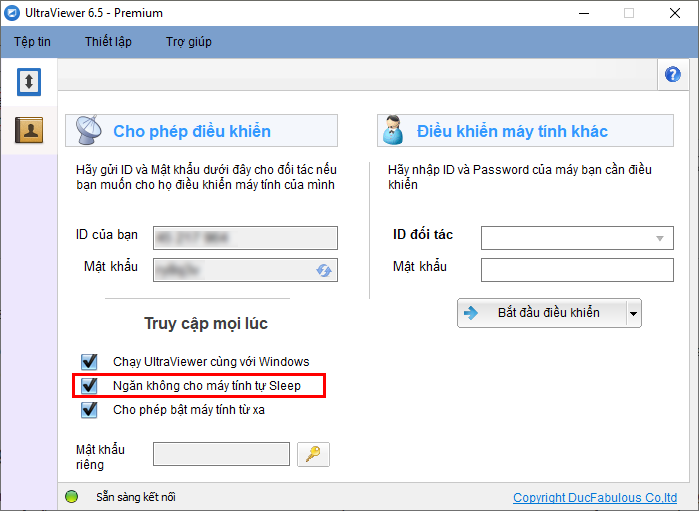 UltraViewer 6.5 - Premium
Tệp tin Thiết lập Trợ giúp
Cho phép điều khiển
Hãy gửi ID và Mật khẩu dưới đây cho đối tác nếu
bạn muốn cho họ điều khiển máy tính của mình
ID của bạn
Mật khẩu
Truy cập mọi lúc
Chạy UltraViewer cùng với Windows
Ngăn không cho máy tính tự Sleep
Cho phép bật máy tính từ xa
Mật khẩu
riêng
Điều khiển máy tính khác
Hãy nhập ID và Password của máy bạn cần điều
khiển
ID đối tác
Mật khẩu
Bắt đầu điều khiển
Sẵn sàng kết nối
Copyright DucFabulous Co,ltd